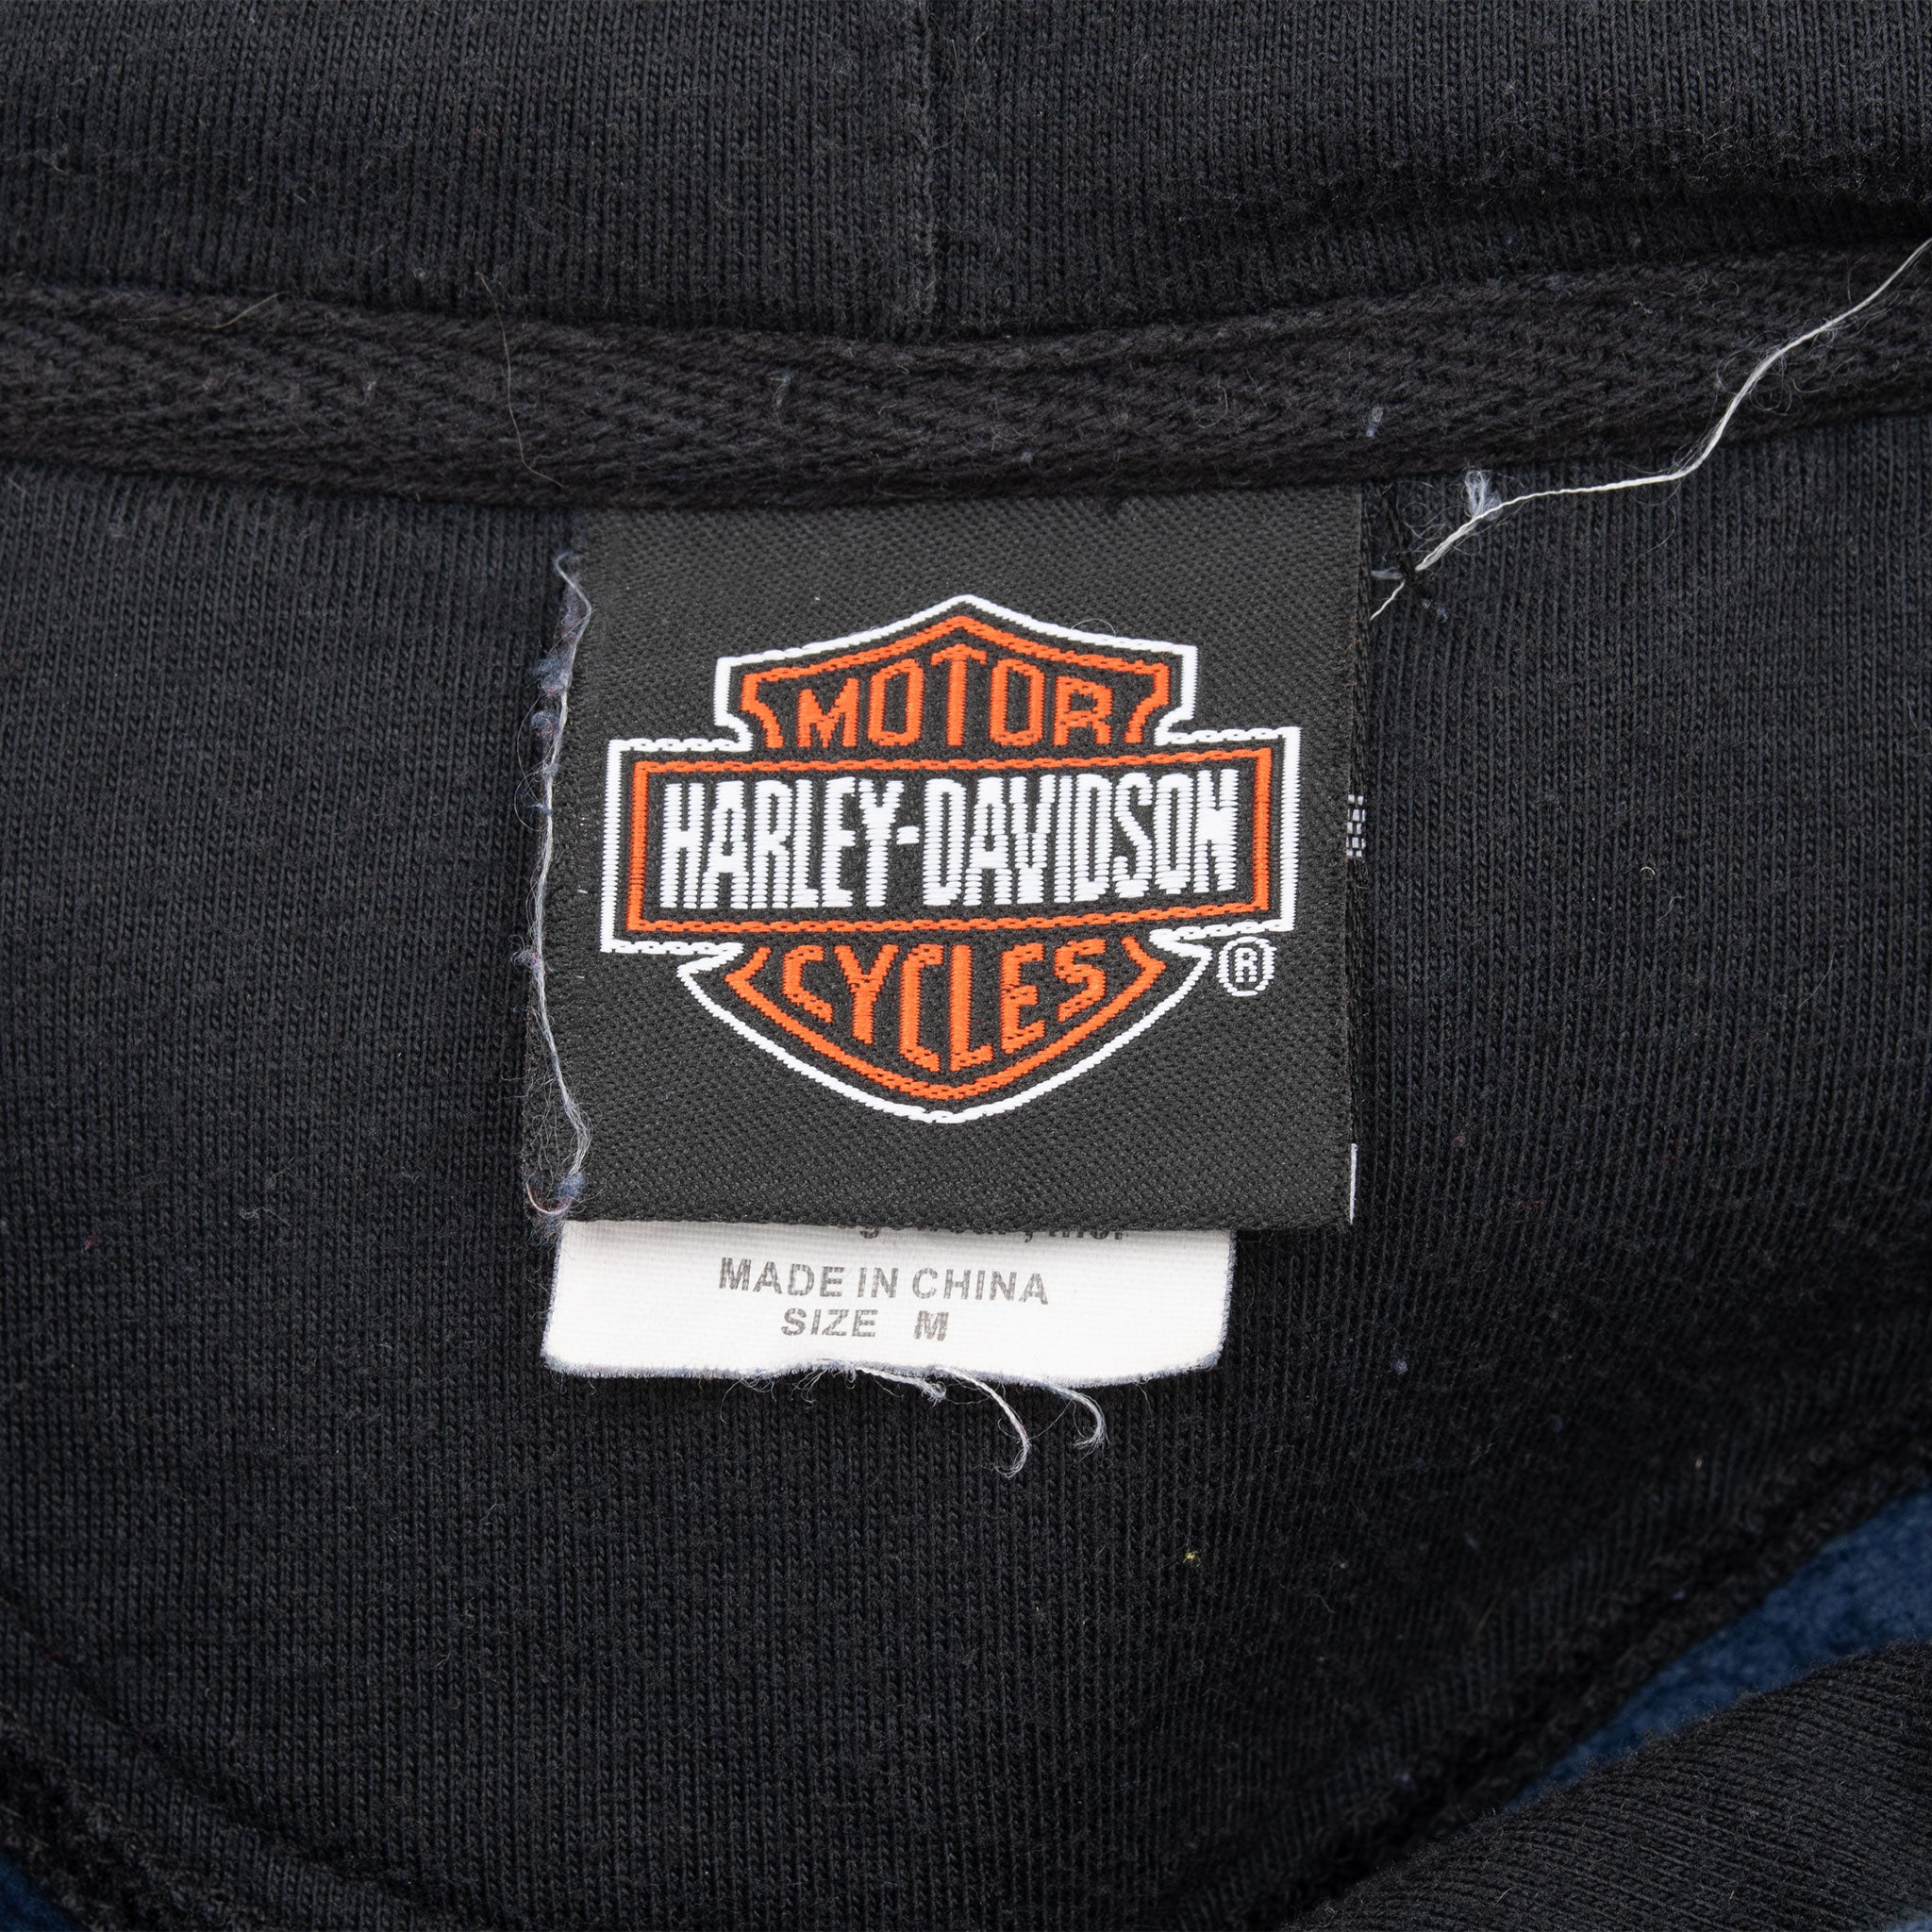 MOTOR
HARLEY-DAVIDSON
CYCLES
®
MADE IN CHINA
SIZE M